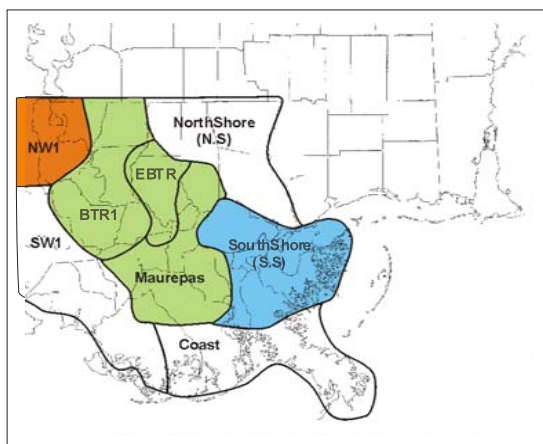 NorthShore
(N.S)
NW1
EBTR
BTR1
SW1
SouthShore
(S.S)
Maurepas
Coast